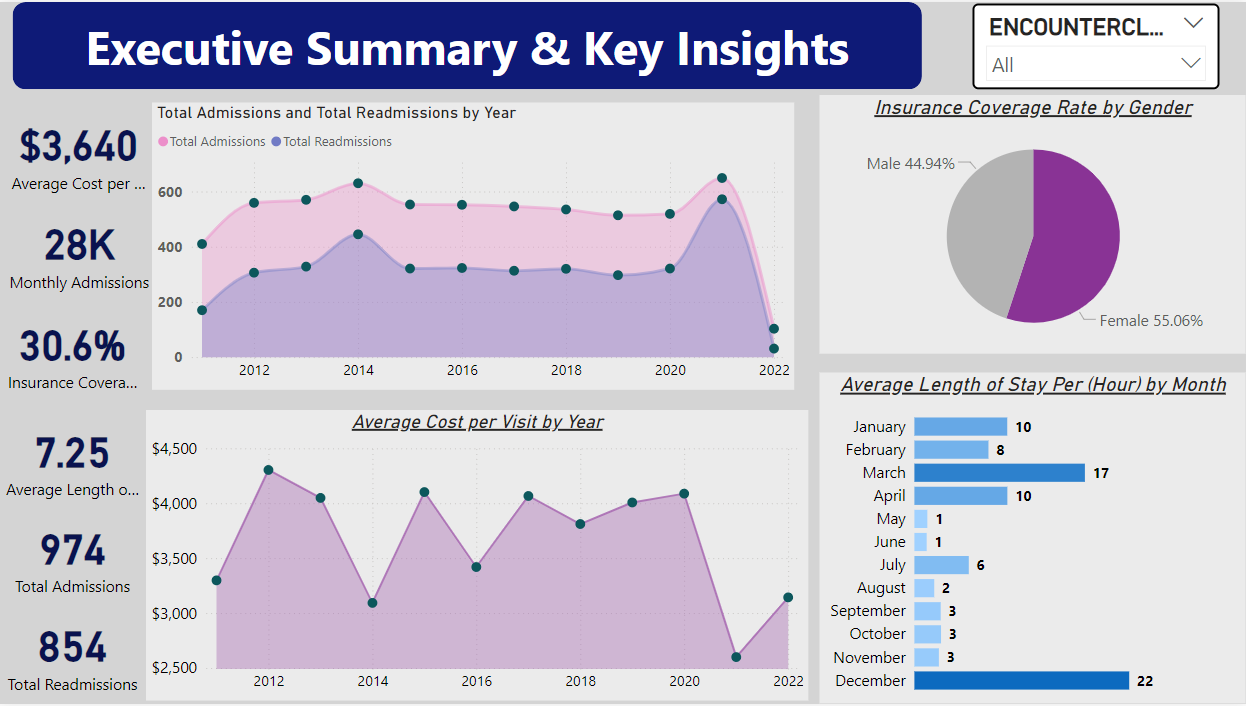 Executive Summary & Key Insights
ENCOUNTERCL...
All
$3,640
Average Cost per ...
28K
Monthly Admissions
30.6%
Insurance Covera...
7.25
Average Length o...
974
Total Admissions
854
Total Readmissions
Total Admissions and Total Readmissions by Year
Total Admissions Total Readmissions
600
400
200
0
2012 2014 2016 2018 2020 2022
Average Cost per Visit by Year
$4,500
$4,000
$3,500
$3,000
$2,500
2012 2014 2016 2018 2020 2022
Insurance Coverage Rate by Gender
Male 44.94%
Female 55.06%
Average Length of Stay Per (Hour) by Month
January 10
February 8
March 17
April 10
May 1
June 1
July 6
August 2
September 3
October 3
November 3
December 22